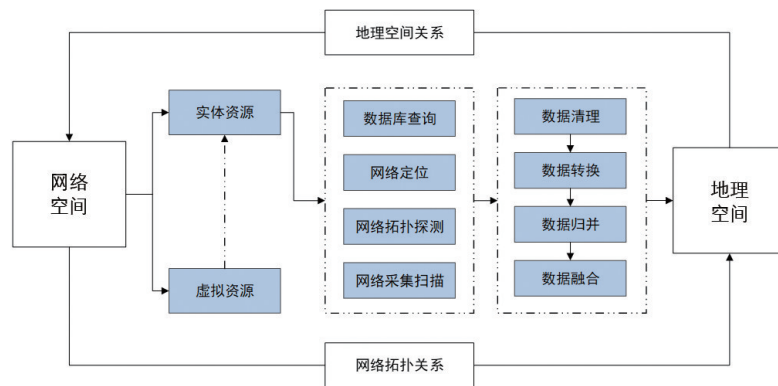 地理空间关系
实体资源
数据库查询
数据清理
网络
空间
网络定位
数据转换
地理
空间
网络拓扑探测
数据归并
虚拟资源
网络采集扫描
数据融合
网络拓扑关系